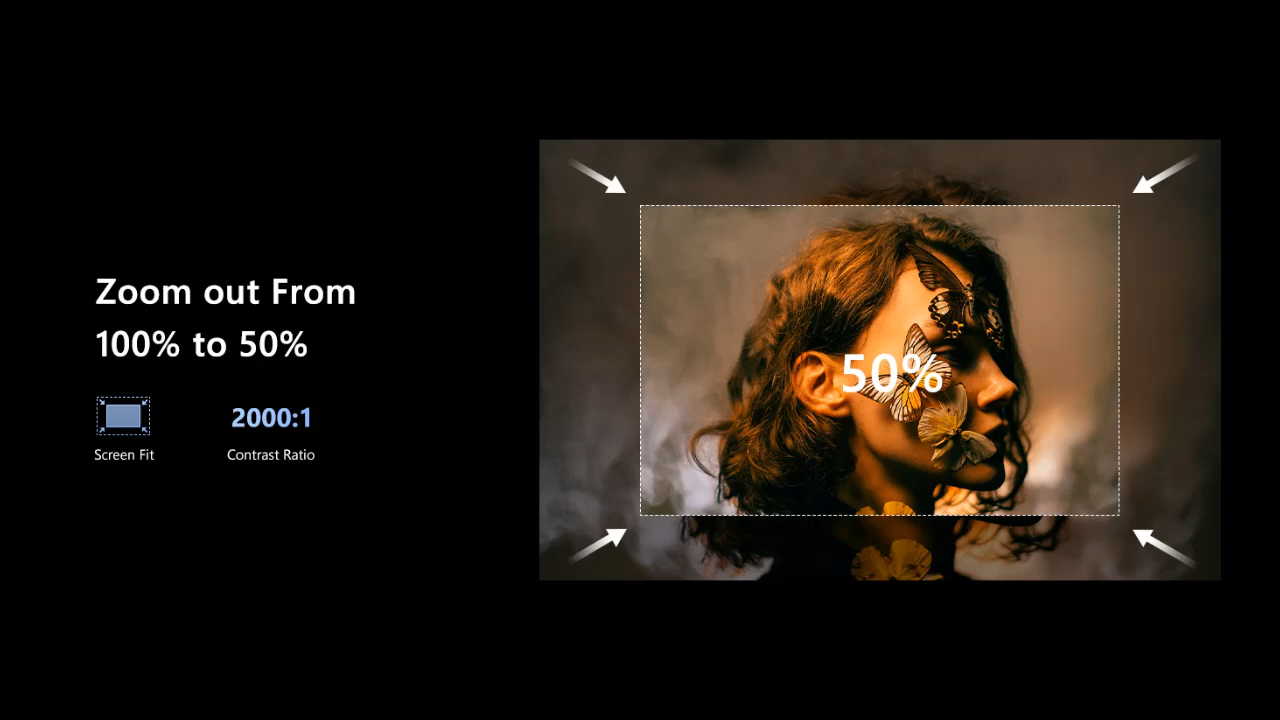 Zoom out From
100% to 50%
2000:1
Screen Fit
Contrast Ratio
50%